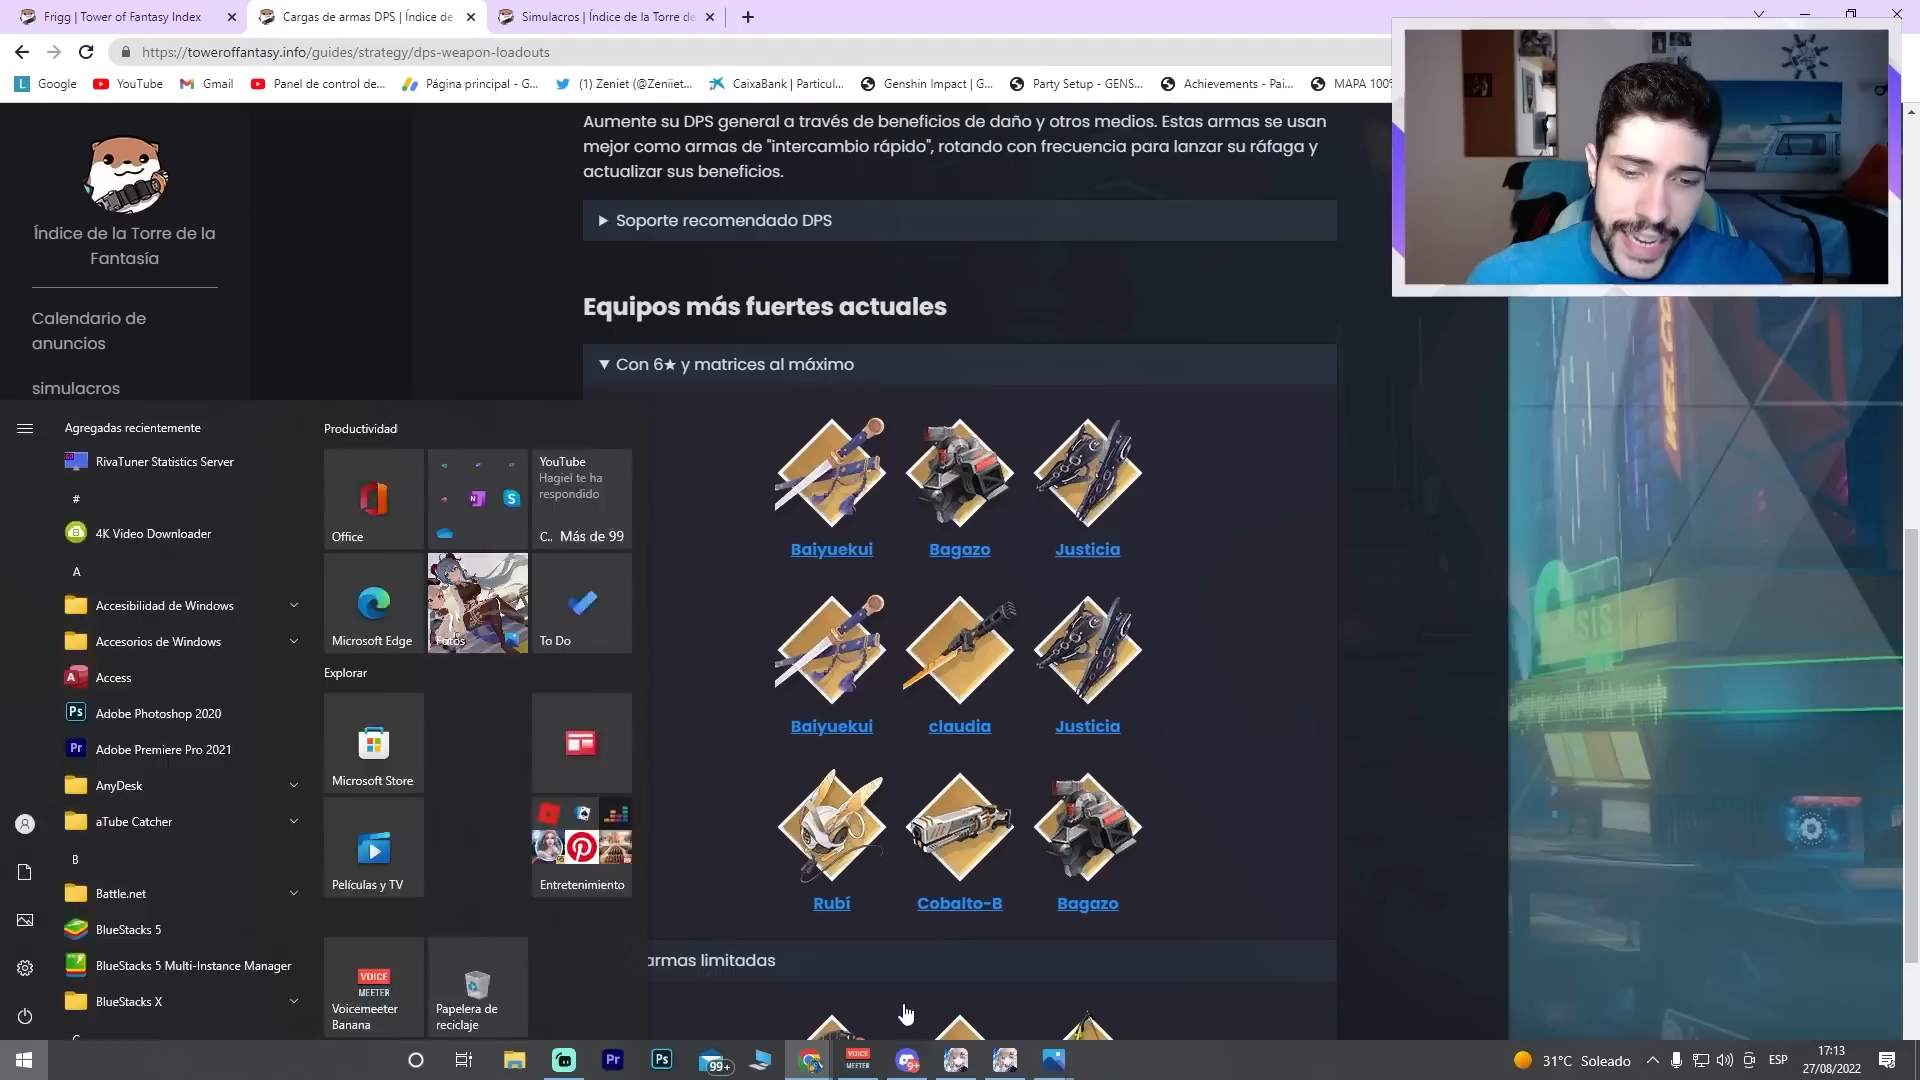 Frigg | Tower of Fantasy Index
Cargas de armas DPS | Índice de
Simulacros | Índice de la Torre de
https://toweroffantasy.info/guides/strategy/dps-weapon-loadouts
Google
YouTube
Gmail
Panel de control de...
Página principal - G...
(1) Zeniet (@Zeniiet...
CaixaBank | Particul...
Genshin Impact | G...
Party Setup - GENS...
Achievements - Pai...
MAPA 100%
Índice de la Torre de la
Fantasía
Calendario de
anuncios
simulacros
Aumente su DPS general a través de beneficios de daño y otros medios. Estas armas se usan
mejor como armas de "intercambio rápido", rotando con frecuencia para lanzar su ráfaga y
actualizar sus beneficios.
Soporte recomendado DPS
Equipos más fuertes actuales
Con 6★ y matrices al máximo
Baiyuekui
Bagazo
Justicia
Baiyuekui
claudia
Justicia
Rubí
Cobalto-B
Bagazo
armas limitadas
Agregadas recientemente
RivaTuner Statistics Server
#
4K Video Downloader
A
Accesibilidad de Windows
Accesorios de Windows
Access
Adobe Photoshop 2020
Adobe Premiere Pro 2021
AnyDesk
aTube Catcher
B
Battle.net
BlueStacks 5
BlueStacks 5 Multi-Instance Manager
BlueStacks X
Productividad
Office
YouTube
Hagiel te ha
respondido
C.. Más de 99
Microsoft Edge
Fotos
To Do
Explorar
Microsoft Store
Películas y TV
Entretenimiento
VOICE
MEETER
Voicemeeter
Banana
Papelera de
reciclaje
99+
VOICE
MEETER
9+
31°C Soleado
ESP
17:13
27/08/2022